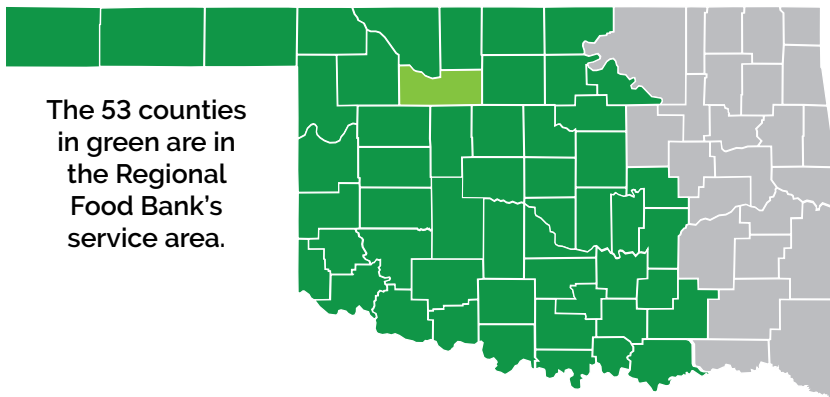 The 53 counties
in green are in
the Regional
Food Bank's
service area.